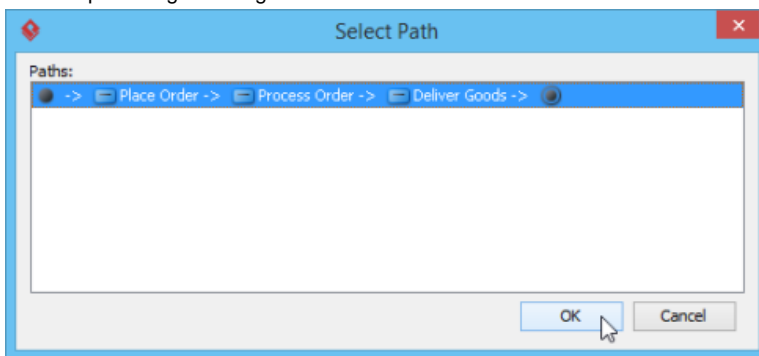 Select Path
Paths:
-> Place Order -> Process Order -> Deliver Goods ->
OK Cancel